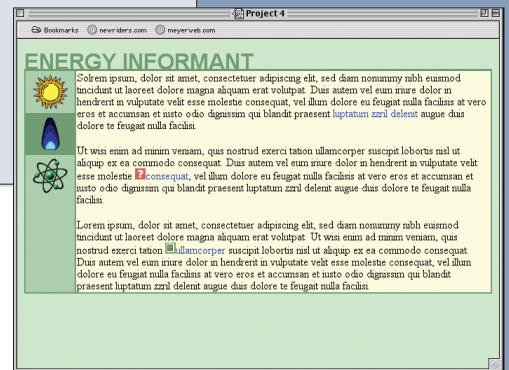 Project 4
Bookmarks newriders.com meyerweb.com
ENERGY INFORMANT
Solrem ipsum, dolor sit amet, consectetuer adipiscing elit, sed diam nonummy nibh euismod
tincidunt ut laoreet dolore magna aliquam erat volutpat. Duis autem vel eum iriure dolor in
hendrerit in vulputate velit esse molestie consequat, vel illum dolore eu feugiat nulla facilisis at vero
eros et accumsan et iusto odio dignissim qui blandit praesent luptatum zzril delenit augue duis
dolore te feugait nulla facilisi.
Ut wisi enim ad minim veniam, quis nostrud exerci tation ullamcorper suscipit lobortis nisl ut
aliquip ex ea commodo consequat. Duis autem vel eum iriure dolor in hendrerit in vulputate velit
esse molestie ?consequat, vel illum dolore eu feugiat nulla facilisis at vero eros et accumsan et
iusto odio dignissim qui blandit praesent luptatum zzril delenit augue duis dolore te feugait nulla
facilisi.
Lorem ipsum, dolor sit amet, consectetuer adipiscing elit, sed diam nonummy nibh euismod
tincidunt ut laoreet dolore magna aliquam erat volutpat. Ut wisi enim ad minim veniam, quis
nostrud exerci tation ullamcorper suscipit lobortis nisl ut aliquip ex ea commodo consequat.
Duis autem vel eum iriure dolor in hendrerit in vulputate velit esse molestie consequat, vel illum
dolore eu feugiat nulla facilisis at vero eros et accumsan et iusto odio dignissim qui blandit
praesent luptatum zzril delenit augue duis dolore te feugait nulla facilisi.